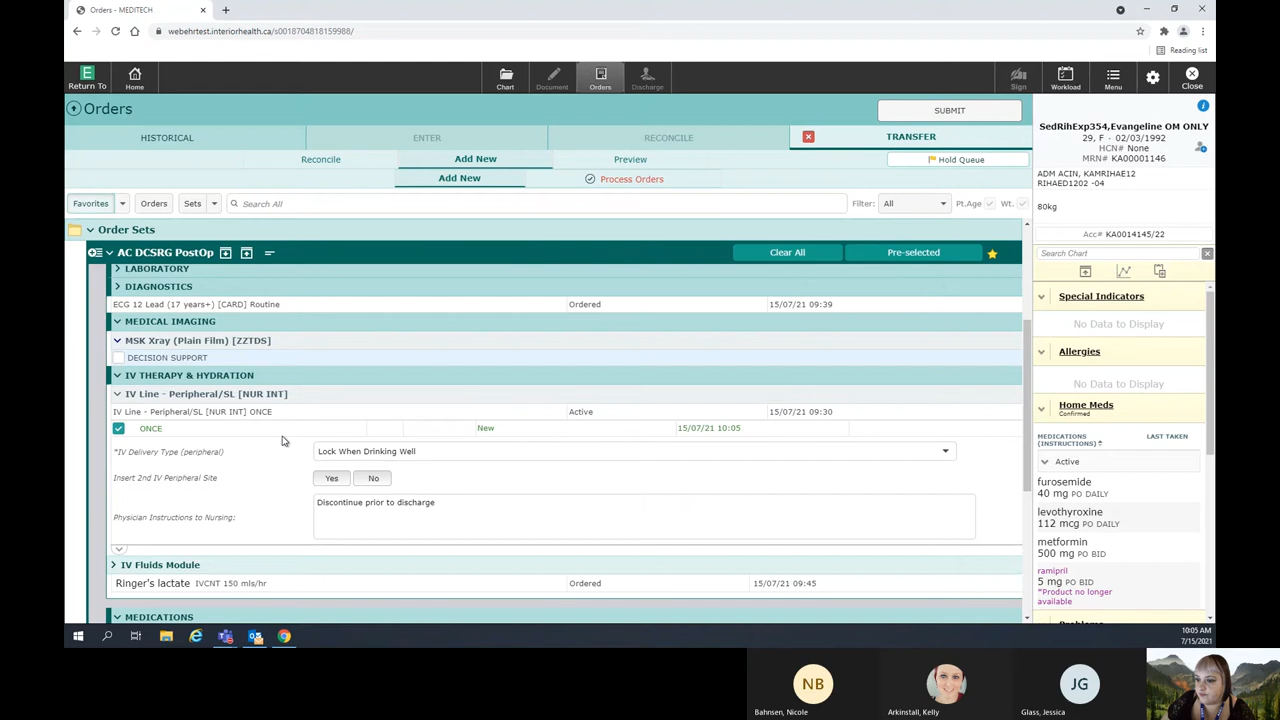 Orders - MEDITECH
webehrtest.interiorhealth.ca/s0018704818159988/
Reading list
Return To
Home
Chart
Document
Orders
Discharge
Sign
Workload
Menu
Close
Orders
SUBMIT
HISTORICAL
ENTER
RECONCILE
TRANSFER
Reconcile
Add New
Preview
Hold Queue
Add New
Process Orders
Favorites
Orders
Sets
Search All
Filter:
All
Pt.Age
Wt.
Order Sets
AC DCSRG PostOp
Clear All
Pre-selected
LABORATORY
DIAGNOSTICS
ECG 12 Lead (17 years+) [CARD] Routine Ordered 15/07/21 09:39
MEDICAL IMAGING
MSK Xray (Plain Film) [ZZTDS]
DECISION SUPPORT
IV THERAPY & HYDRATION
IV Line - Peripheral/SL [NUR INT]
IV Line - Peripheral/SL [NUR INT] ONCE Active 15/07/21 09:30
ONCE New 15/07/21 10:05
*IV Delivery Type (peripheral) Lock When Drinking Well
Insert 2nd IV Peripheral Site Yes No
Physician Instructions to Nursing: Discontinue prior to discharge
IV Fluids Module
Ringer's lactate IVCNT 150 mls/hr Ordered 15/07/21 09:45
MEDICATIONS
SedRihExp354,Evangeline OM ONLY
29, F - 02/03/1992
HCN# None
MRN# KA00001146
ADM ACIN, KAMRIHAE12
RIHAED1202 -04
80kg
Acc# KA0014145/22
Search Chart
Special Indicators
No Data to Display
Allergies
No Data to Display
Home Meds
Confirmed
MEDICATIONS (INSTRUCTIONS) LAST TAKEN
Active
furosemide
40 mg PO DAILY
levothyroxine
112 mcg PO DAILY
metformin
500 mg PO BID
ramipril
5 mg PO BID
*Product no longer
available
Problems
10:05 AM
7/15/2021
NB
JG
Bahnsen, Nicole
Arkinstall, Kelly
Glass, Jessica